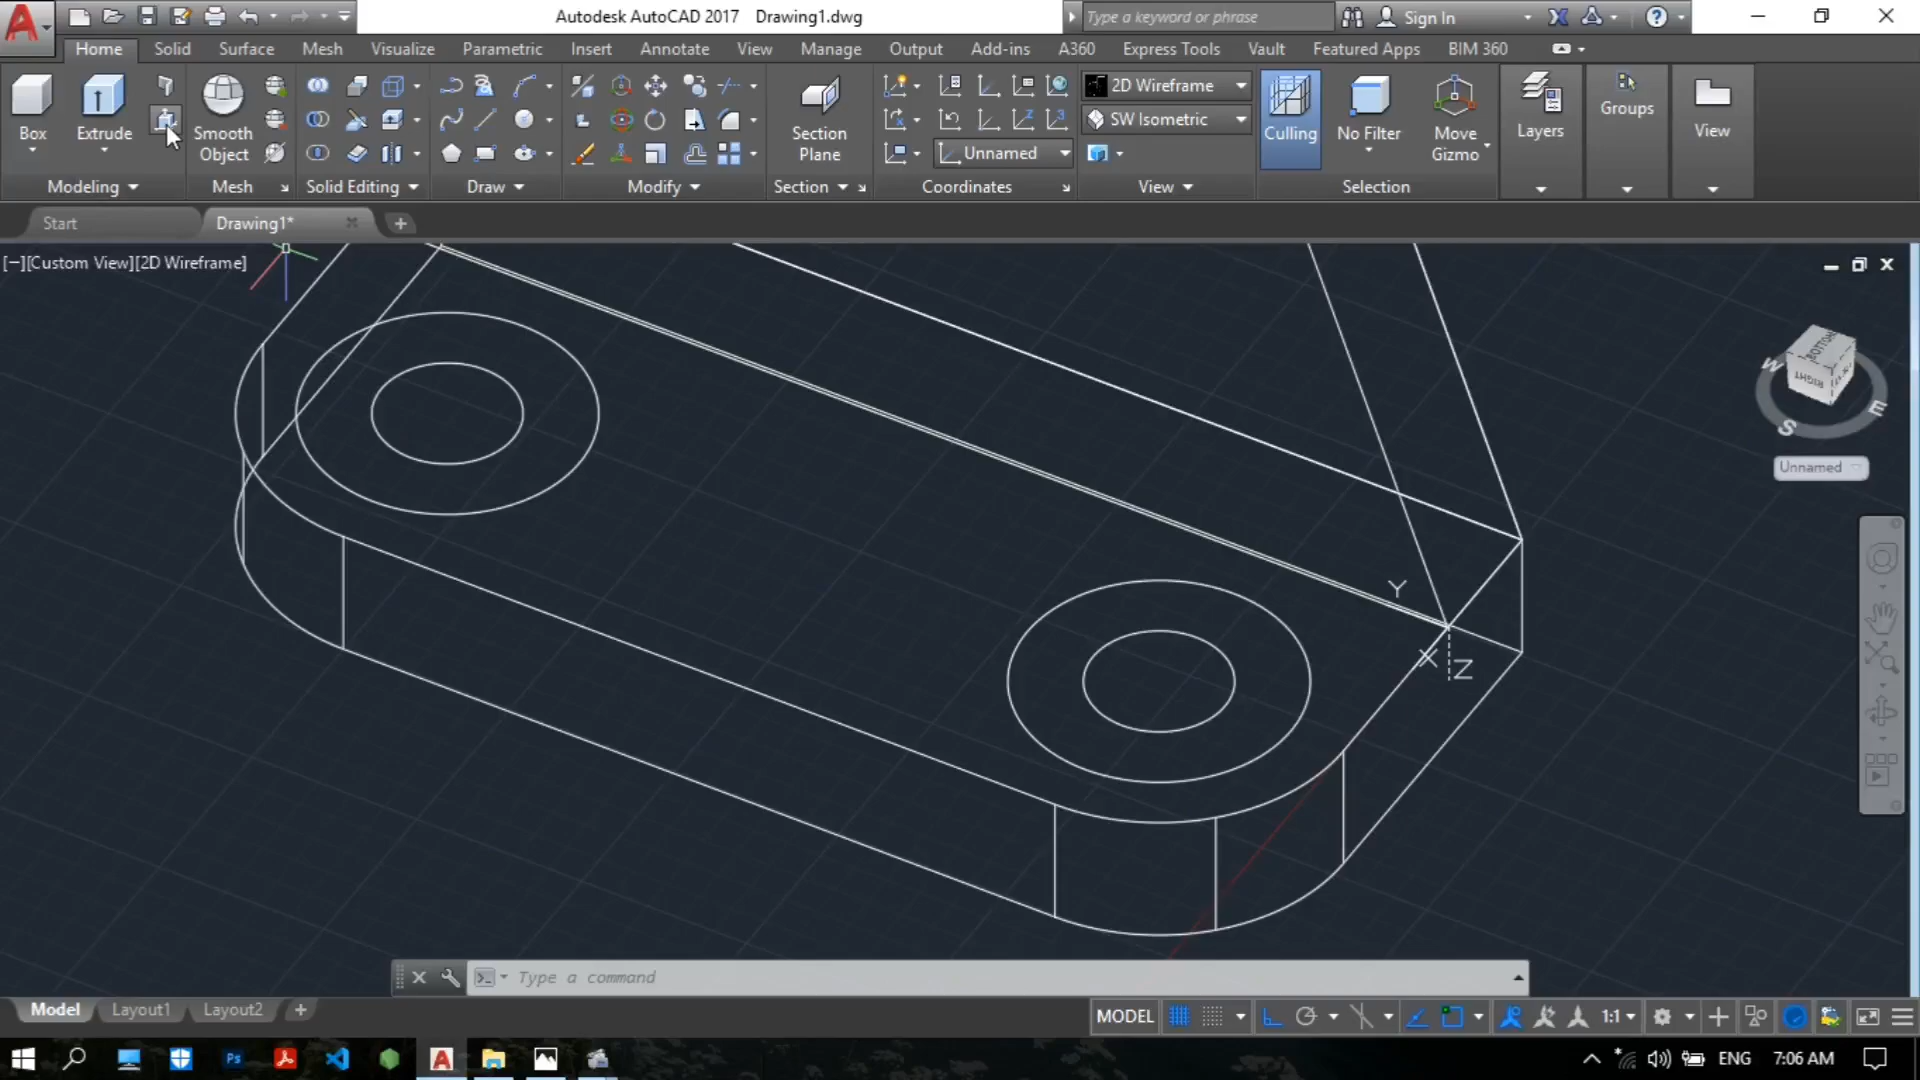 Autodesk AutoCAD 2017 Drawing1.dwg
Type a keyword or phrase
Sign In
Home Solid Surface Mesh Visualize Parametric Insert Annotate View Manage Output Add-ins A360 Express Tools Vault Featured Apps BIM 360
Box
Extrude
Smooth
Object
Section
Plane
2D Wireframe
SW Isometric
Unnamed
Culling
No Filter
Move
Gizmo
Layers
Groups
View
Modeling Mesh Solid Editing Draw Modify Section Coordinates View Selection
Start Drawing1*
[−][Custom View][2D Wireframe]
BOTTOM
RIGHT
W
E
S
Unnamed
Y
X
Z
Type a command
Model Layout1 Layout2
MODEL
1:1
Ps
ENG 7:06 AM